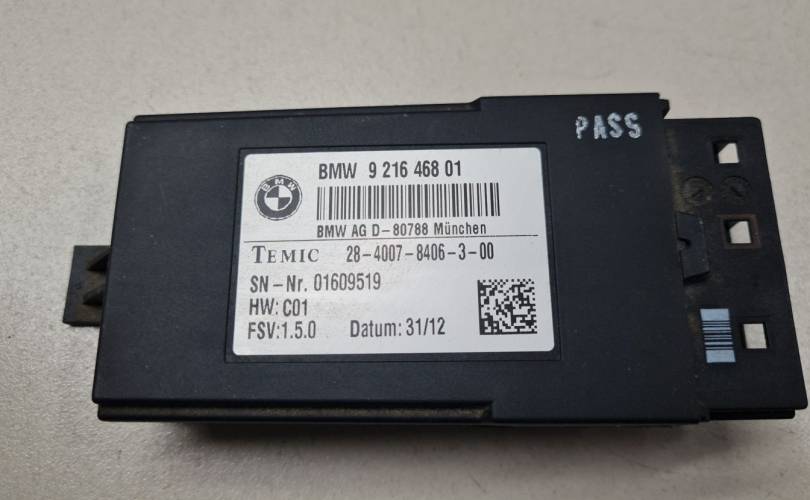 PASS
BMW 9 216 468 01
BMW
BMW AG D-80788 München
TEMIC 28-4007-8406-3-00
SN-Nr. 01609519
HW: C01
FSV:1.5.0 Datum: 31/12